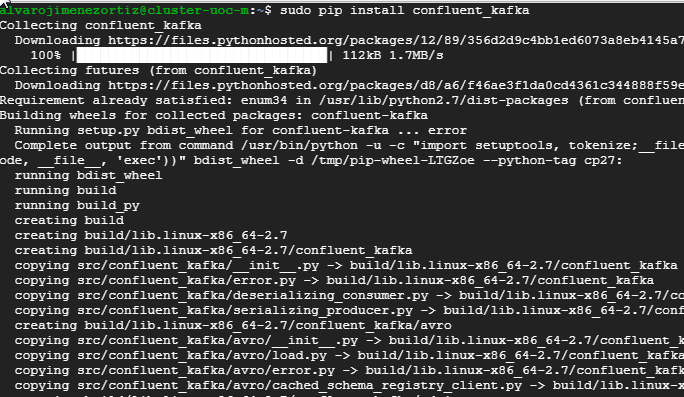 alvarojimenezortiz@cluster-uoc-m:~$ sudo pip install confluent_kafka
Collecting confluent_kafka
  Downloading https://files.pythonhosted.org/packages/12/89/356d2d9c4bb1ed6073a8eb4145a7
    100% |████████████████████████████████| 112kB 1.7MB/s
Collecting futures (from confluent_kafka)
  Downloading https://files.pythonhosted.org/packages/d8/a6/f46ae3f1da0cd4361c344888f59e
Requirement already satisfied: enum34 in /usr/lib/python2.7/dist-packages (from confluen
Building wheels for collected packages: confluent-kafka
  Running setup.py bdist_wheel for confluent-kafka ... error
  Complete output from command /usr/bin/python -u -c "import setuptools, tokenize;__file
ode, __file__, 'exec'))" bdist_wheel -d /tmp/pip-wheel-LTGZoe --python-tag cp27:
  running bdist_wheel
  running build
  running build_py
  creating build
  creating build/lib.linux-x86_64-2.7
  creating build/lib.linux-x86_64-2.7/confluent_kafka
  copying src/confluent_kafka/__init__.py -> build/lib.linux-x86_64-2.7/confluent_kafka
  copying src/confluent_kafka/error.py -> build/lib.linux-x86_64-2.7/confluent_kafka
  copying src/confluent_kafka/deserializing_consumer.py -> build/lib.linux-x86_64-2.7/co
  copying src/confluent_kafka/serializing_producer.py -> build/lib.linux-x86_64-2.7/conf
  creating build/lib.linux-x86_64-2.7/confluent_kafka/avro
  copying src/confluent_kafka/avro/__init__.py -> build/lib.linux-x86_64-2.7/confluent_k
  copying src/confluent_kafka/avro/load.py -> build/lib.linux-x86_64-2.7/confluent_kafka
  copying src/confluent_kafka/avro/error.py -> build/lib.linux-x86_64-2.7/confluent_kafk
  copying src/confluent_kafka/avro/cached_schema_registry_client.py -> build/lib.linux-x